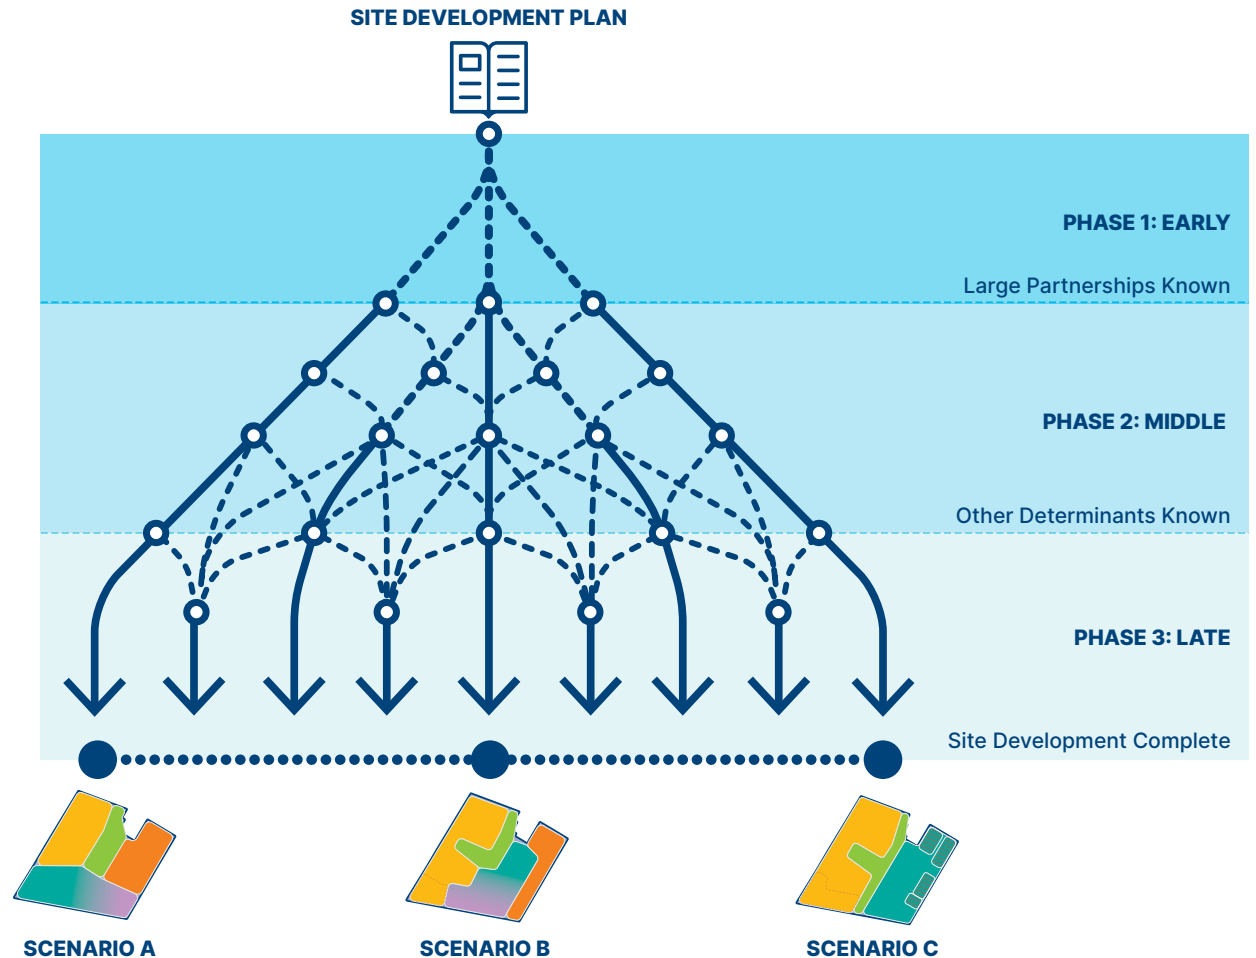 SITE DEVELOPMENT PLAN
PHASE 1: EARLY
Large Partnerships Known
PHASE 2: MIDDLE
Other Determinants Known
PHASE 3: LATE
Site Development Complete
SCENARIO A
SCENARIO B
SCENARIO C